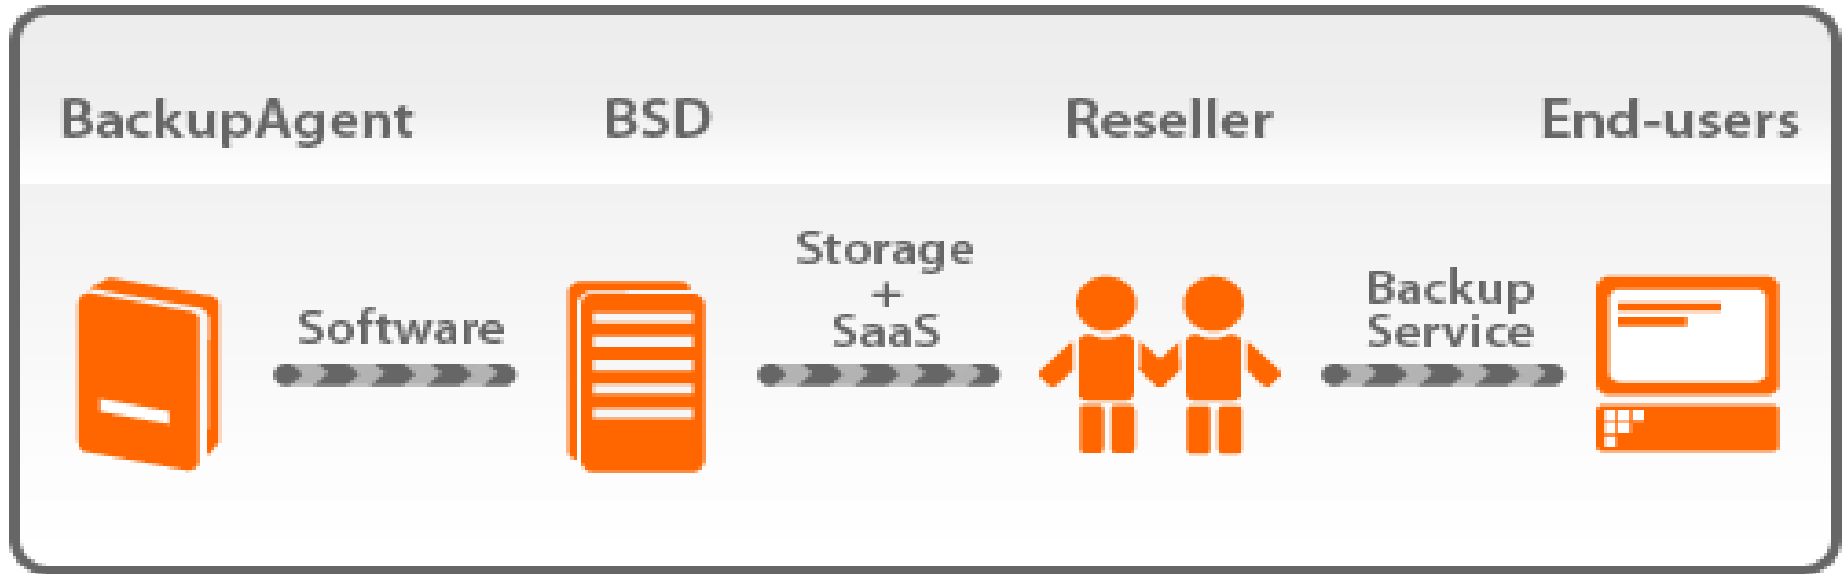 BackupAgent BSD Reseller End-users
Software
Storage
+
SaaS
Backup
Service